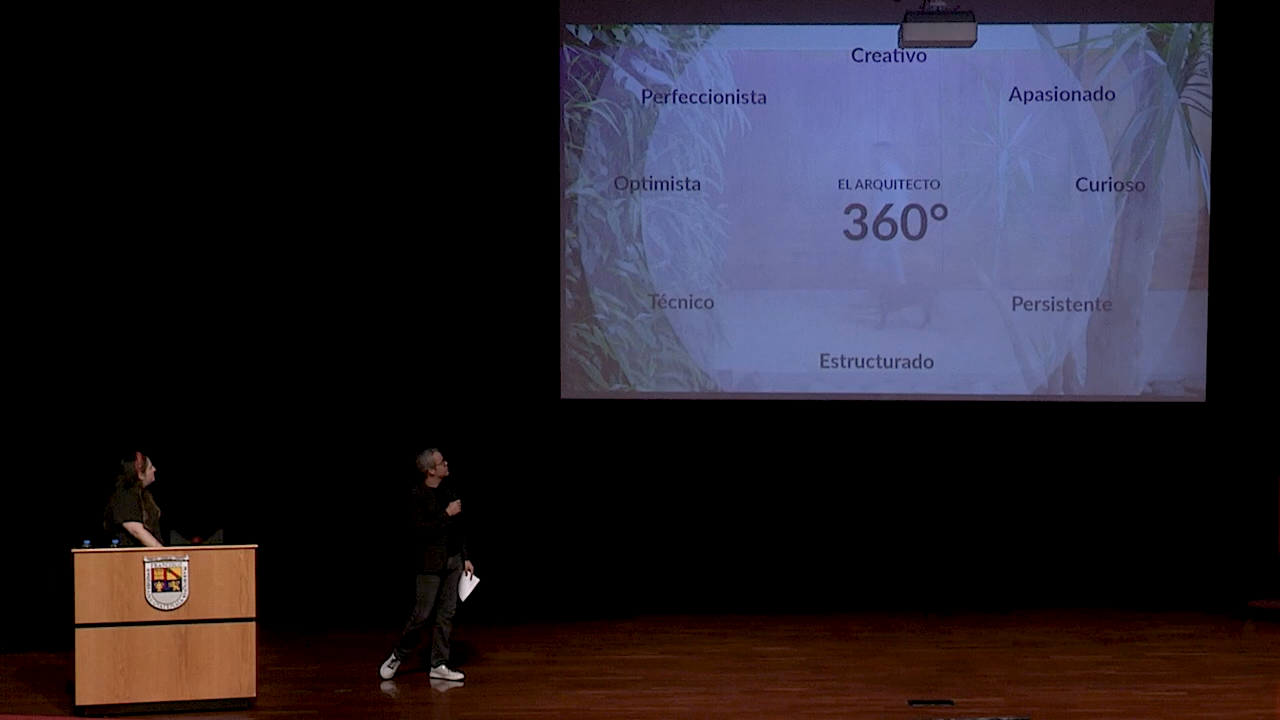 Creativo
Perfeccionista
Apasionado
Optimista
EL ARQUITECTO
Curioso
360°
Técnico
Persistente
Estructurado